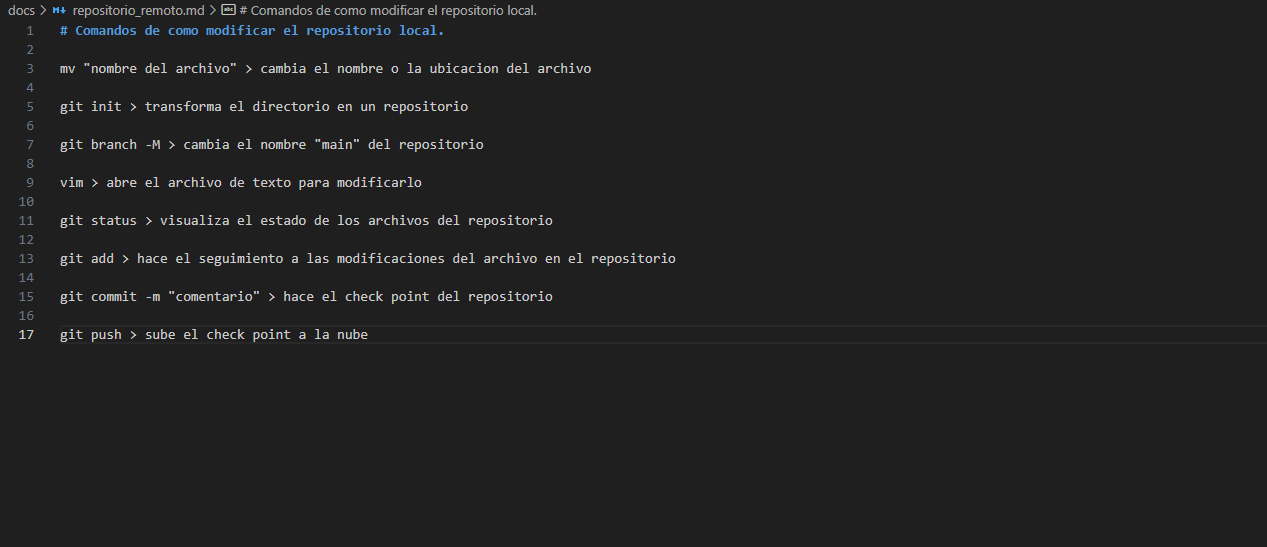 docs > repositorio_remoto.md > # Comandos de como modificar el repositorio local.
1 # Comandos de como modificar el repositorio local.
2
3 mv "nombre del archivo" > cambia el nombre o la ubicacion del archivo
4
5 git init > transforma el directorio en un repositorio
6
7 git branch -M > cambia el nombre "main" del repositorio
8
9 vim > abre el archivo de texto para modificarlo
10
11 git status > visualiza el estado de los archivos del repositorio
12
13 git add > hace el seguimiento a las modificaciones del archivo en el repositorio
14
15 git commit -m "comentario" > hace el check point del repositorio
16
17 git push > sube el check point a la nube